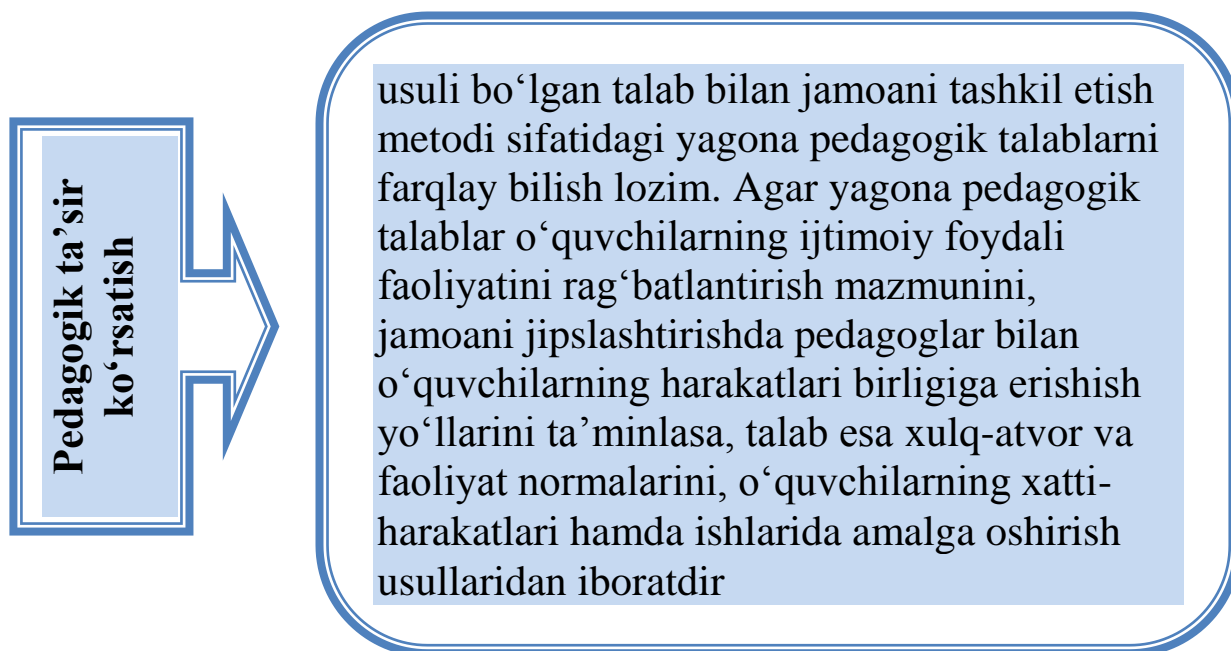 Pedagogik ta’sir
ko‘rsatish
usuli bo‘lgan talab bilan jamoani tashkil etish
metodi sifatidagi yagona pedagogik talablarni
farqlay bilish lozim. Agar yagona pedagogik
talablar o‘quvchilarning ijtimoiy foydali
faoliyatini rag‘batlantirish mazmunini,
jamoani jipslashtirishda pedagoglar bilan
o‘quvchilarning harakatlari birligiga erishish
yo‘llarini ta’minlasa, talab esa xulq-atvor va
faoliyat normalarini, o‘quvchilarning xatti-
harakatlari hamda ishlarida amalga oshirish
usullaridan iboratdir